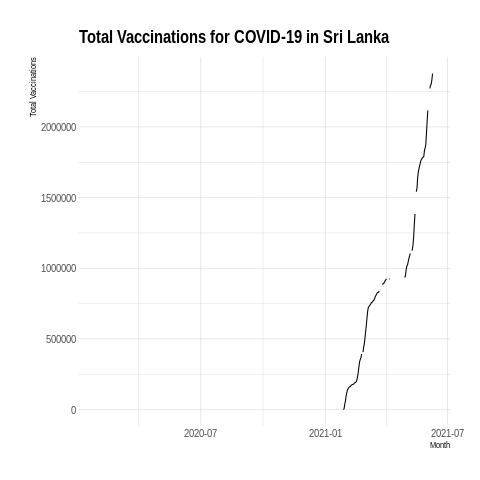 Total Vaccinations for COVID-19 in Sri Lanka
Total Vaccinations
2000000
1500000
1000000
500000
0
2020-07 2021-01 2021-07
Month